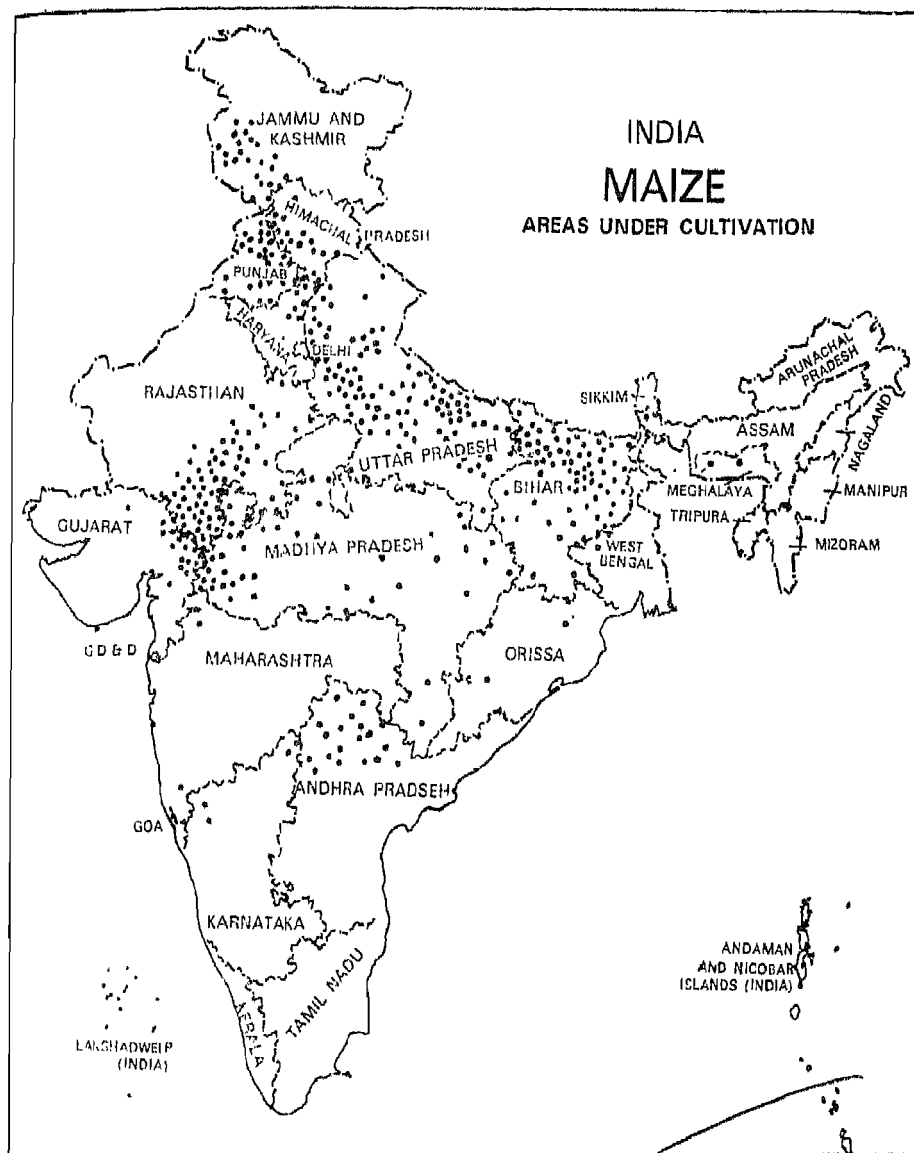 INDIA
MAIZE
AREAS UNDER CULTIVATION
JAMMU AND
KASHMIR
HIMACHAL
PRADESH
PUNJAB
HARYANA
DELHI
RAJASTHAN
UTTAR PRADESH
SIKKIM
ARUNACHAL
PRADESH
ASSAM
NAGALAND
BIHAR
MEGHALAYA
MANIPUR
TRIPURA
MIZORAM
GUJARAT
MADHYA PRADESH
WEST
BENGAL
G D & D
MAHARASHTRA
ORISSA
ANDHRA PRADSEH
GOA
KARNATAKA
TAMIL NADU
KERALA
ANDAMAN
AND NICOBAR
ISLANDS (INDIA)
LAKSHADWEEP
(INDIA)